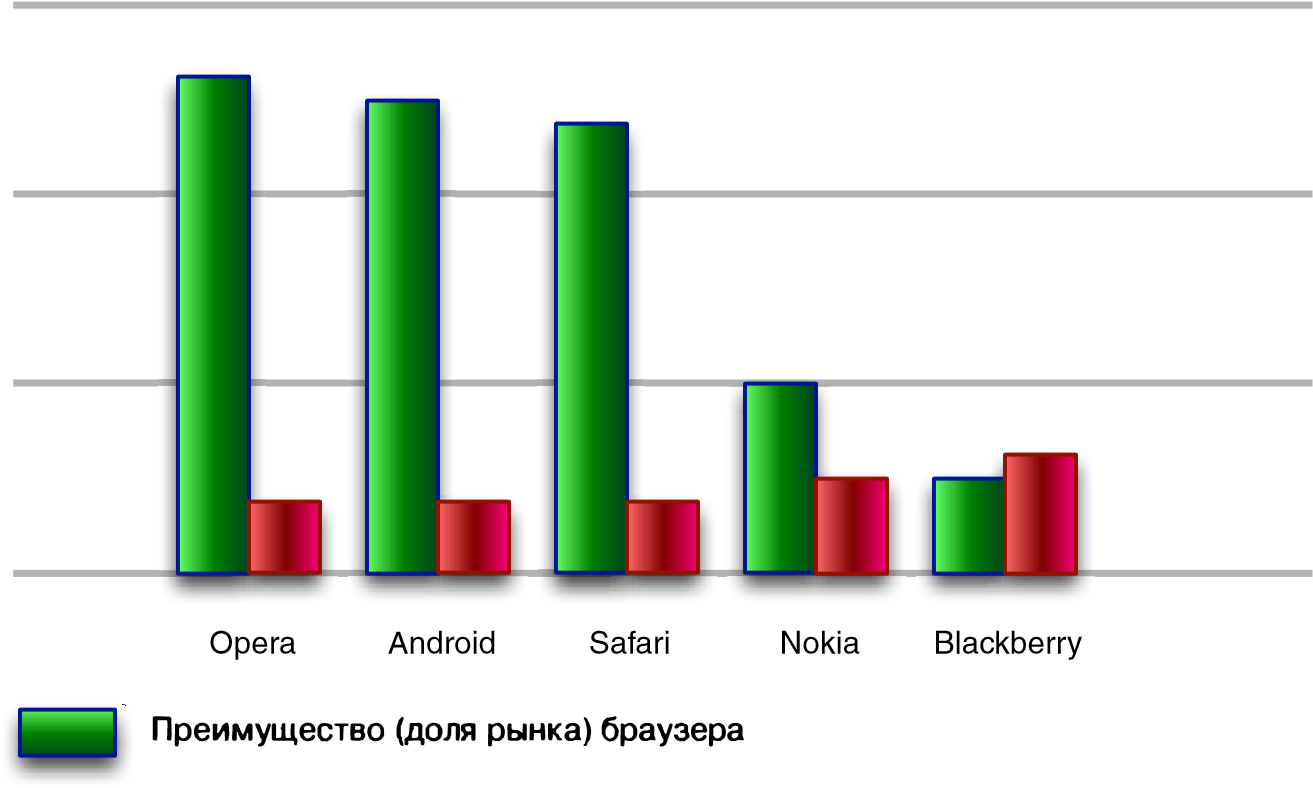 Opera Android Safari Nokia Blackberry
Преимущество (доля рынка) браузера